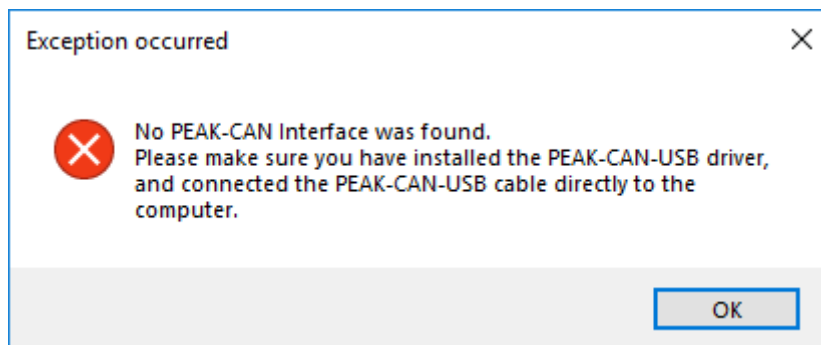 Exception occurred
No PEAK-CAN Interface was found.
Please make sure you have installed the PEAK-CAN-USB driver,
and connected the PEAK-CAN-USB cable directly to the
computer.
OK